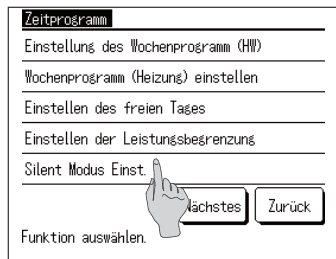 Zeitprogramm
Einstellung des Wochenprogramm (HW)
Wochenprogramm (Heizung) einstellen
Einstellen des freien Tages
Einstellen der Leistungsbegrenzung
Silent Modus Einst.
Nächstes Zurück
Funktion auswählen.